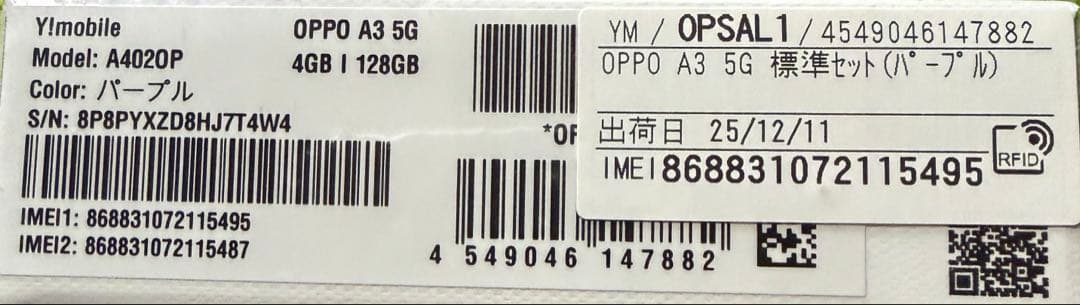 Y!mobile OPPO A3 5G
Model: A402OP 4GB | 128GB
Color: パープル
S/N: 8P8PYXZD8HJ7T4W4
IMEI1: 868831072115495
IMEI2: 868831072115487
*OP
4 549046 147882
YM / OPSAL1 / 4549046147882
OPPO A3 5G 標準セット(ﾊﾟｰﾌﾟﾙ)
出荷日 25/12/11
IMEI 868831072115495
RFID